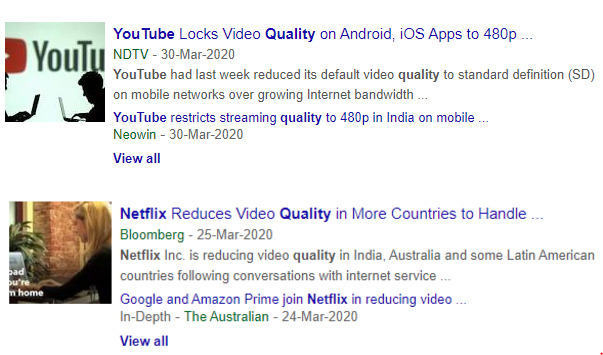 YouTu
YouTube Locks Video Quality on Android, iOS Apps to 480p ...
NDTV - 30-Mar-2020
YouTube had last week reduced its default video quality to standard definition (SD)
on mobile networks over growing Internet bandwidth ...
YouTube restricts streaming quality to 480p in India on mobile ...
Neowin - 30-Mar-2020
View all
Netflix Reduces Video Quality in More Countries to Handle ...
Bloomberg - 25-Mar-2020
Netflix Inc. is reducing video quality in India, Australia and some Latin American
countries following conversations with internet service ...
oad
ou're
m home
Google and Amazon Prime join Netflix in reducing video ...
In-Depth - The Australian - 24-Mar-2020
View all